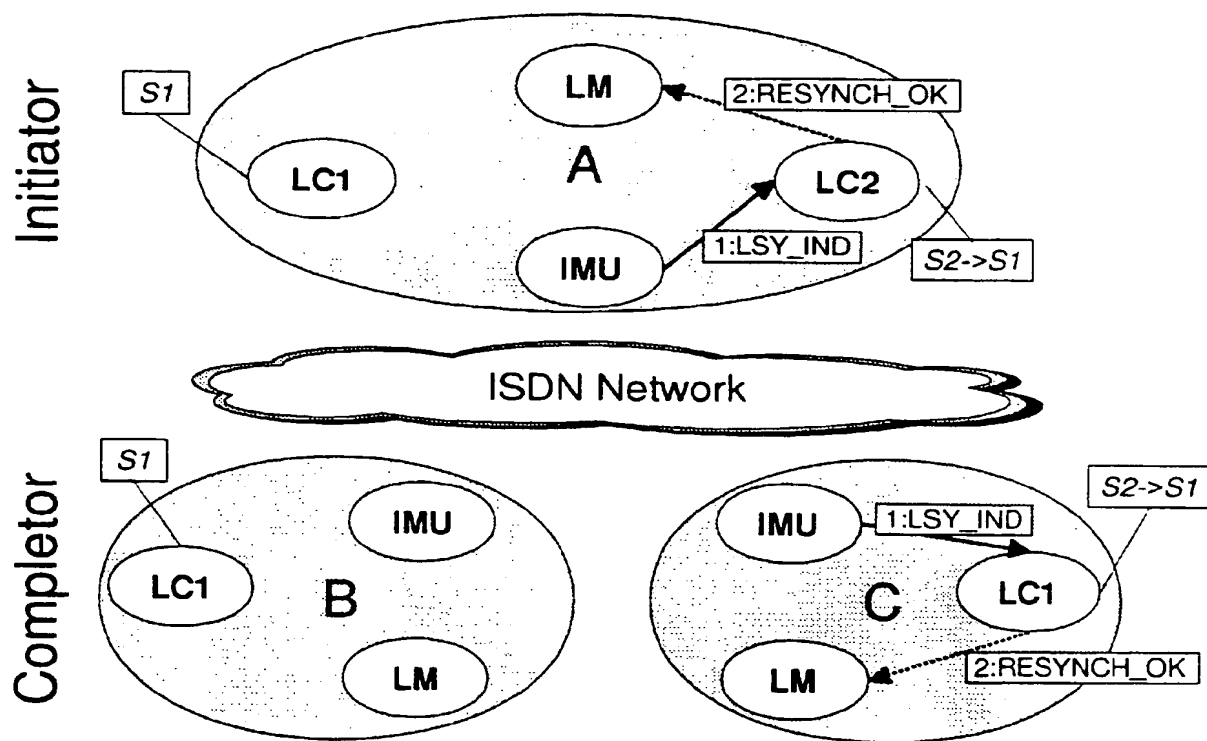 Initiator
S1
LM
2:RESYNCH_OK
LC1
A
LC2
1:LSY_IND
IMU
S2->S1
ISDN Network
Completor
S1
IMU
LC1
B
LM
IMU
1:LSY_IND
S2->S1
C
LC1
LM
2:RESYNCH_OK